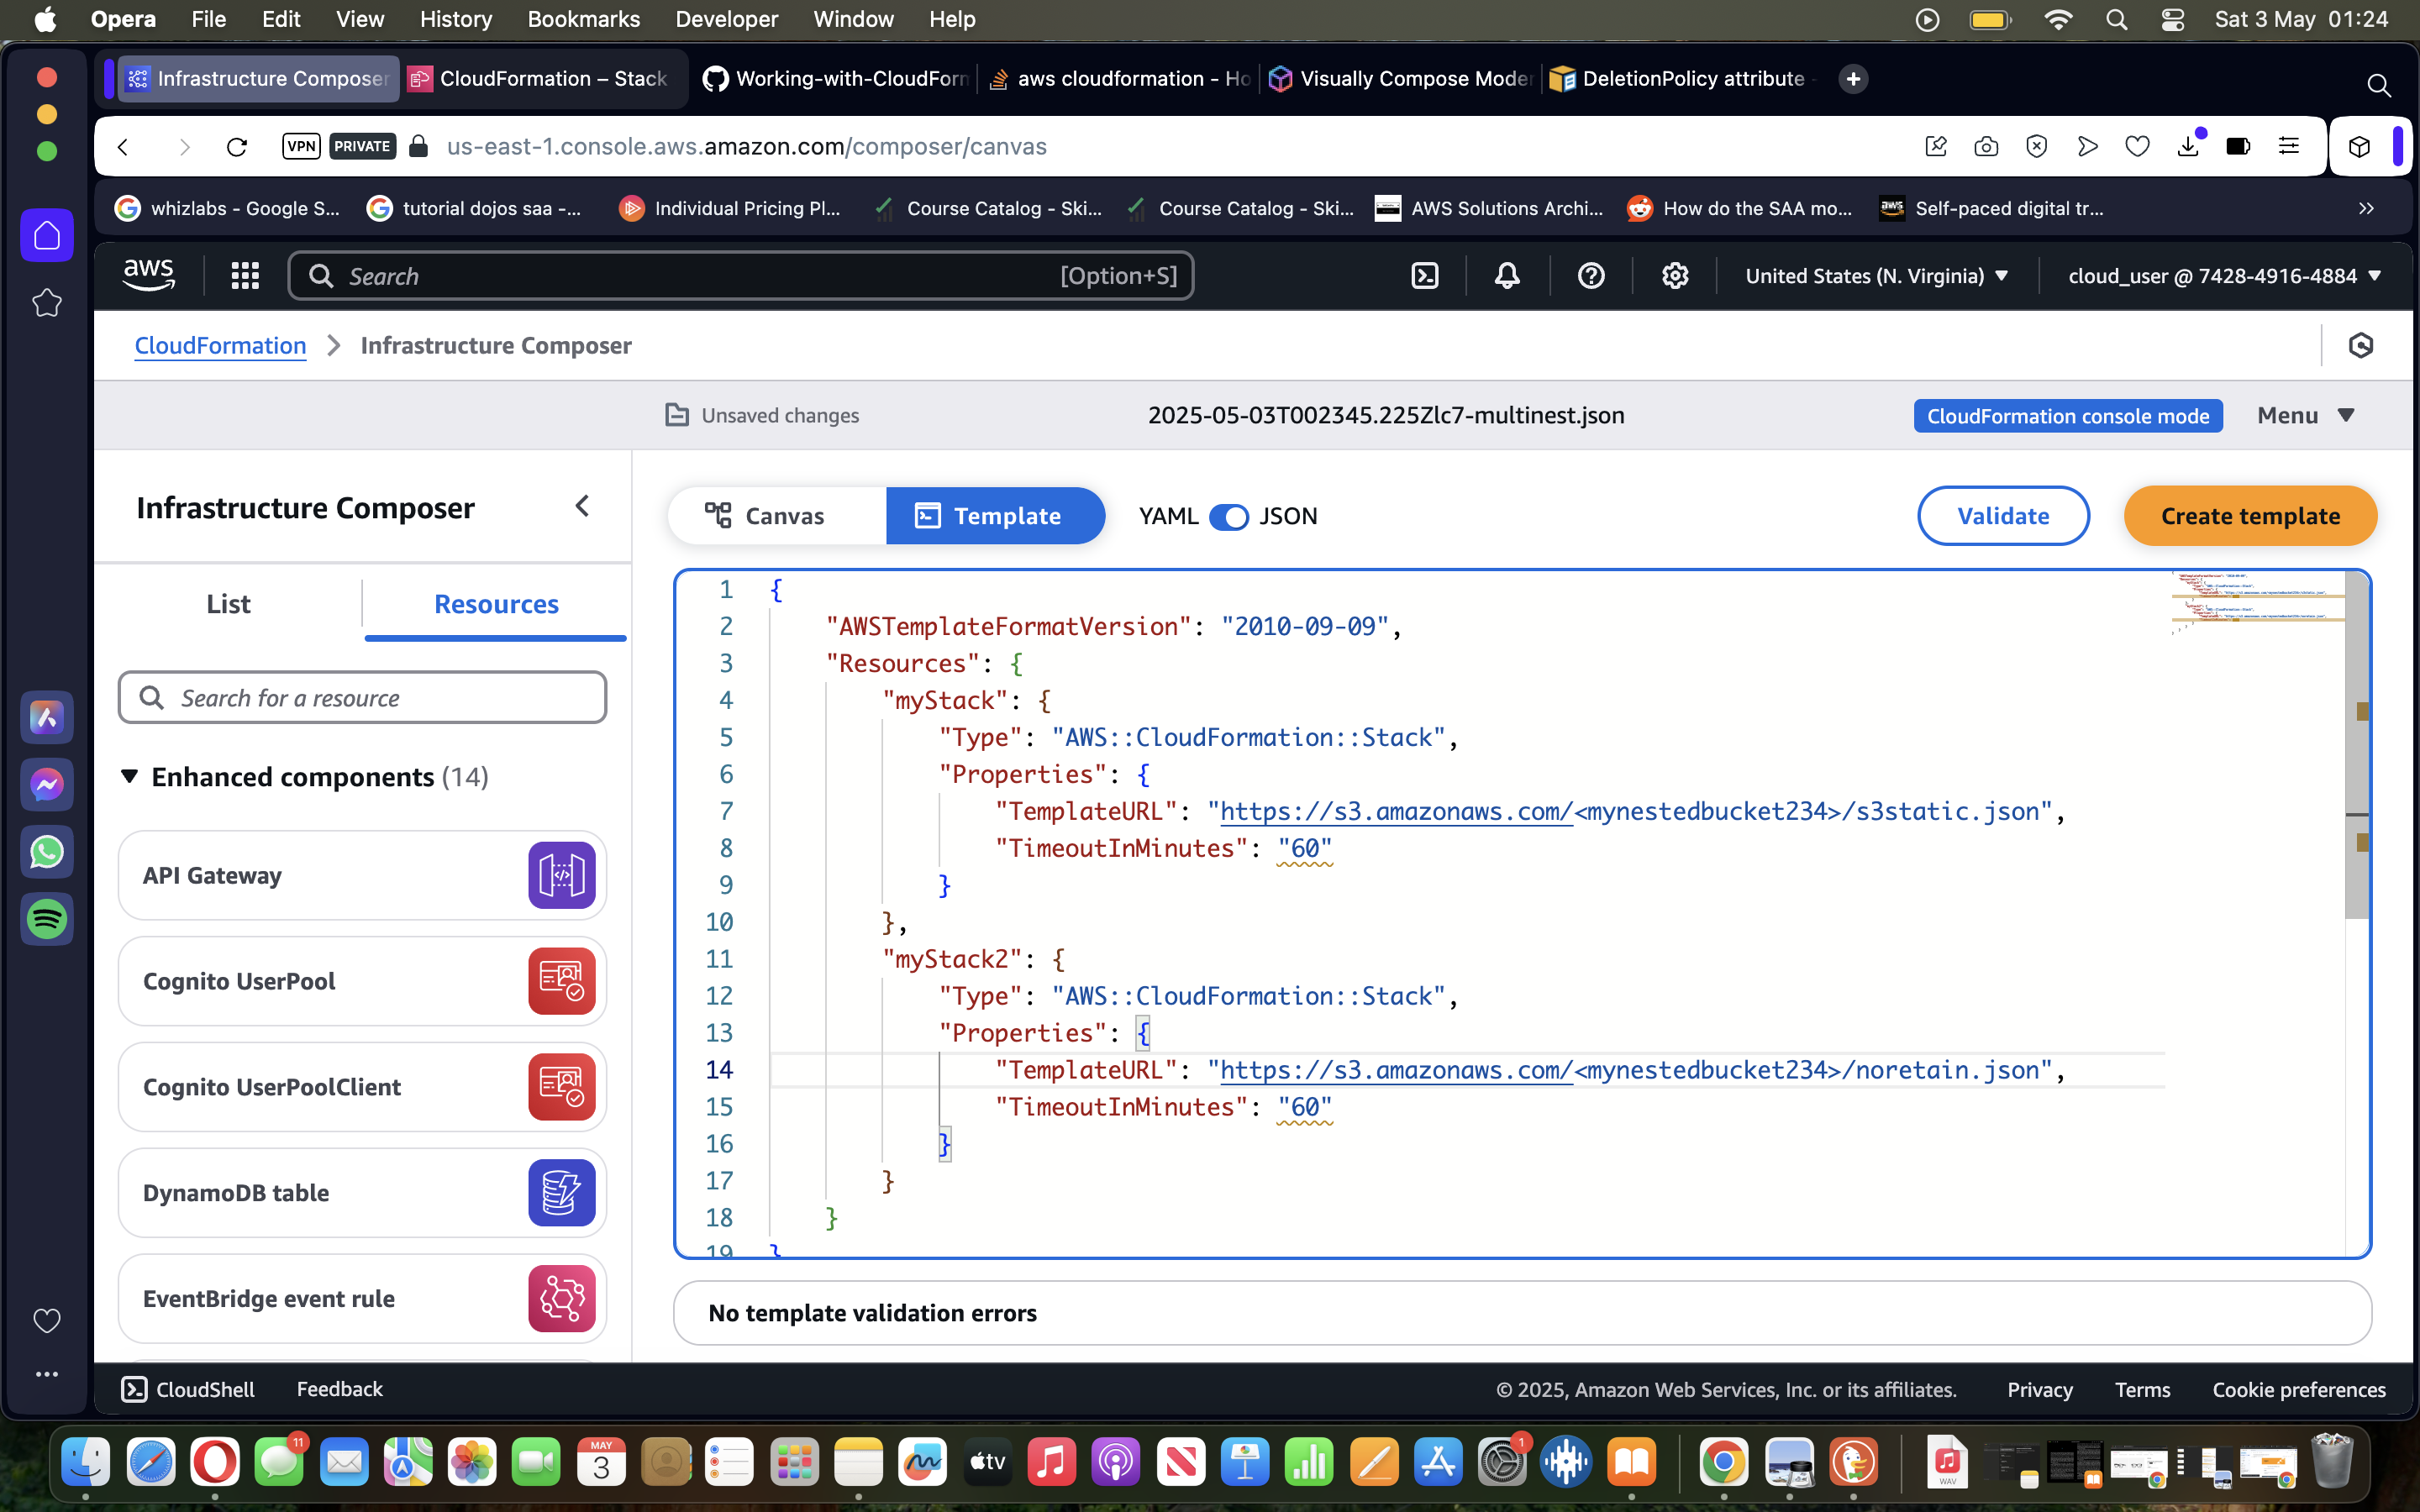 Opera File Edit View History Bookmarks Developer Window Help Sat 3 May 01:24
Infrastructure Composer CloudFormation – Stack Working-with-CloudForm aws cloudformation - Ho Visually Compose Moder DeletionPolicy attribute -
VPN PRIVATE us-east-1.console.aws.amazon.com/composer/canvas
whizlabs - Google S... tutorial dojos saa -... Individual Pricing Pl... Course Catalog - Ski... Course Catalog - Ski... AWS Solutions Archi... How do the SAA mo... aws Self-paced digital tr...
aws Search [Option+S] United States (N. Virginia) cloud_user @ 7428-4916-4884
CloudFormation Infrastructure Composer
Unsaved changes 2025-05-03T002345.225Zlc7-multinest.json CloudFormation console mode Menu
Infrastructure Composer
Canvas Template YAML JSON Validate Create template
List Resources
Search for a resource
Enhanced components (14)
API Gateway
Cognito UserPool
Cognito UserPoolClient
DynamoDB table
EventBridge event rule
1 {
2 "AWSTemplateFormatVersion": "2010-09-09",
3 "Resources": {
4 "myStack": {
5 "Type": "AWS::CloudFormation::Stack",
6 "Properties": {
7 "TemplateURL": "https://s3.amazonaws.com/<mynestedbucket234>/s3static.json",
8 "TimeoutInMinutes": "60"
9 }
10 },
11 "myStack2": {
12 "Type": "AWS::CloudFormation::Stack",
13 "Properties": {
14 "TemplateURL": "https://s3.amazonaws.com/<mynestedbucket234>/noretain.json",
15 "TimeoutInMinutes": "60"
16 }
17 }
18 }
19 }
No template validation errors
CloudShell Feedback © 2025, Amazon Web Services, Inc. or its affiliates. Privacy Terms Cookie preferences
11 MAY 3 tv 1 WAV